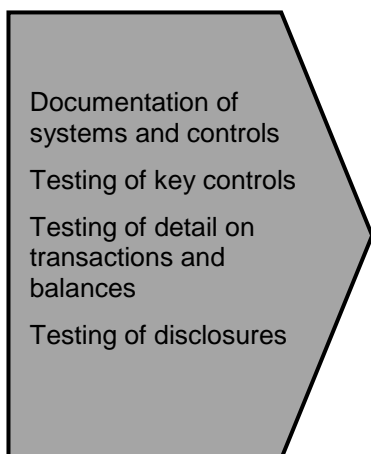 Documentation of
systems and controls
Testing of key controls
Testing of detail on
transactions and
balances
Testing of disclosures